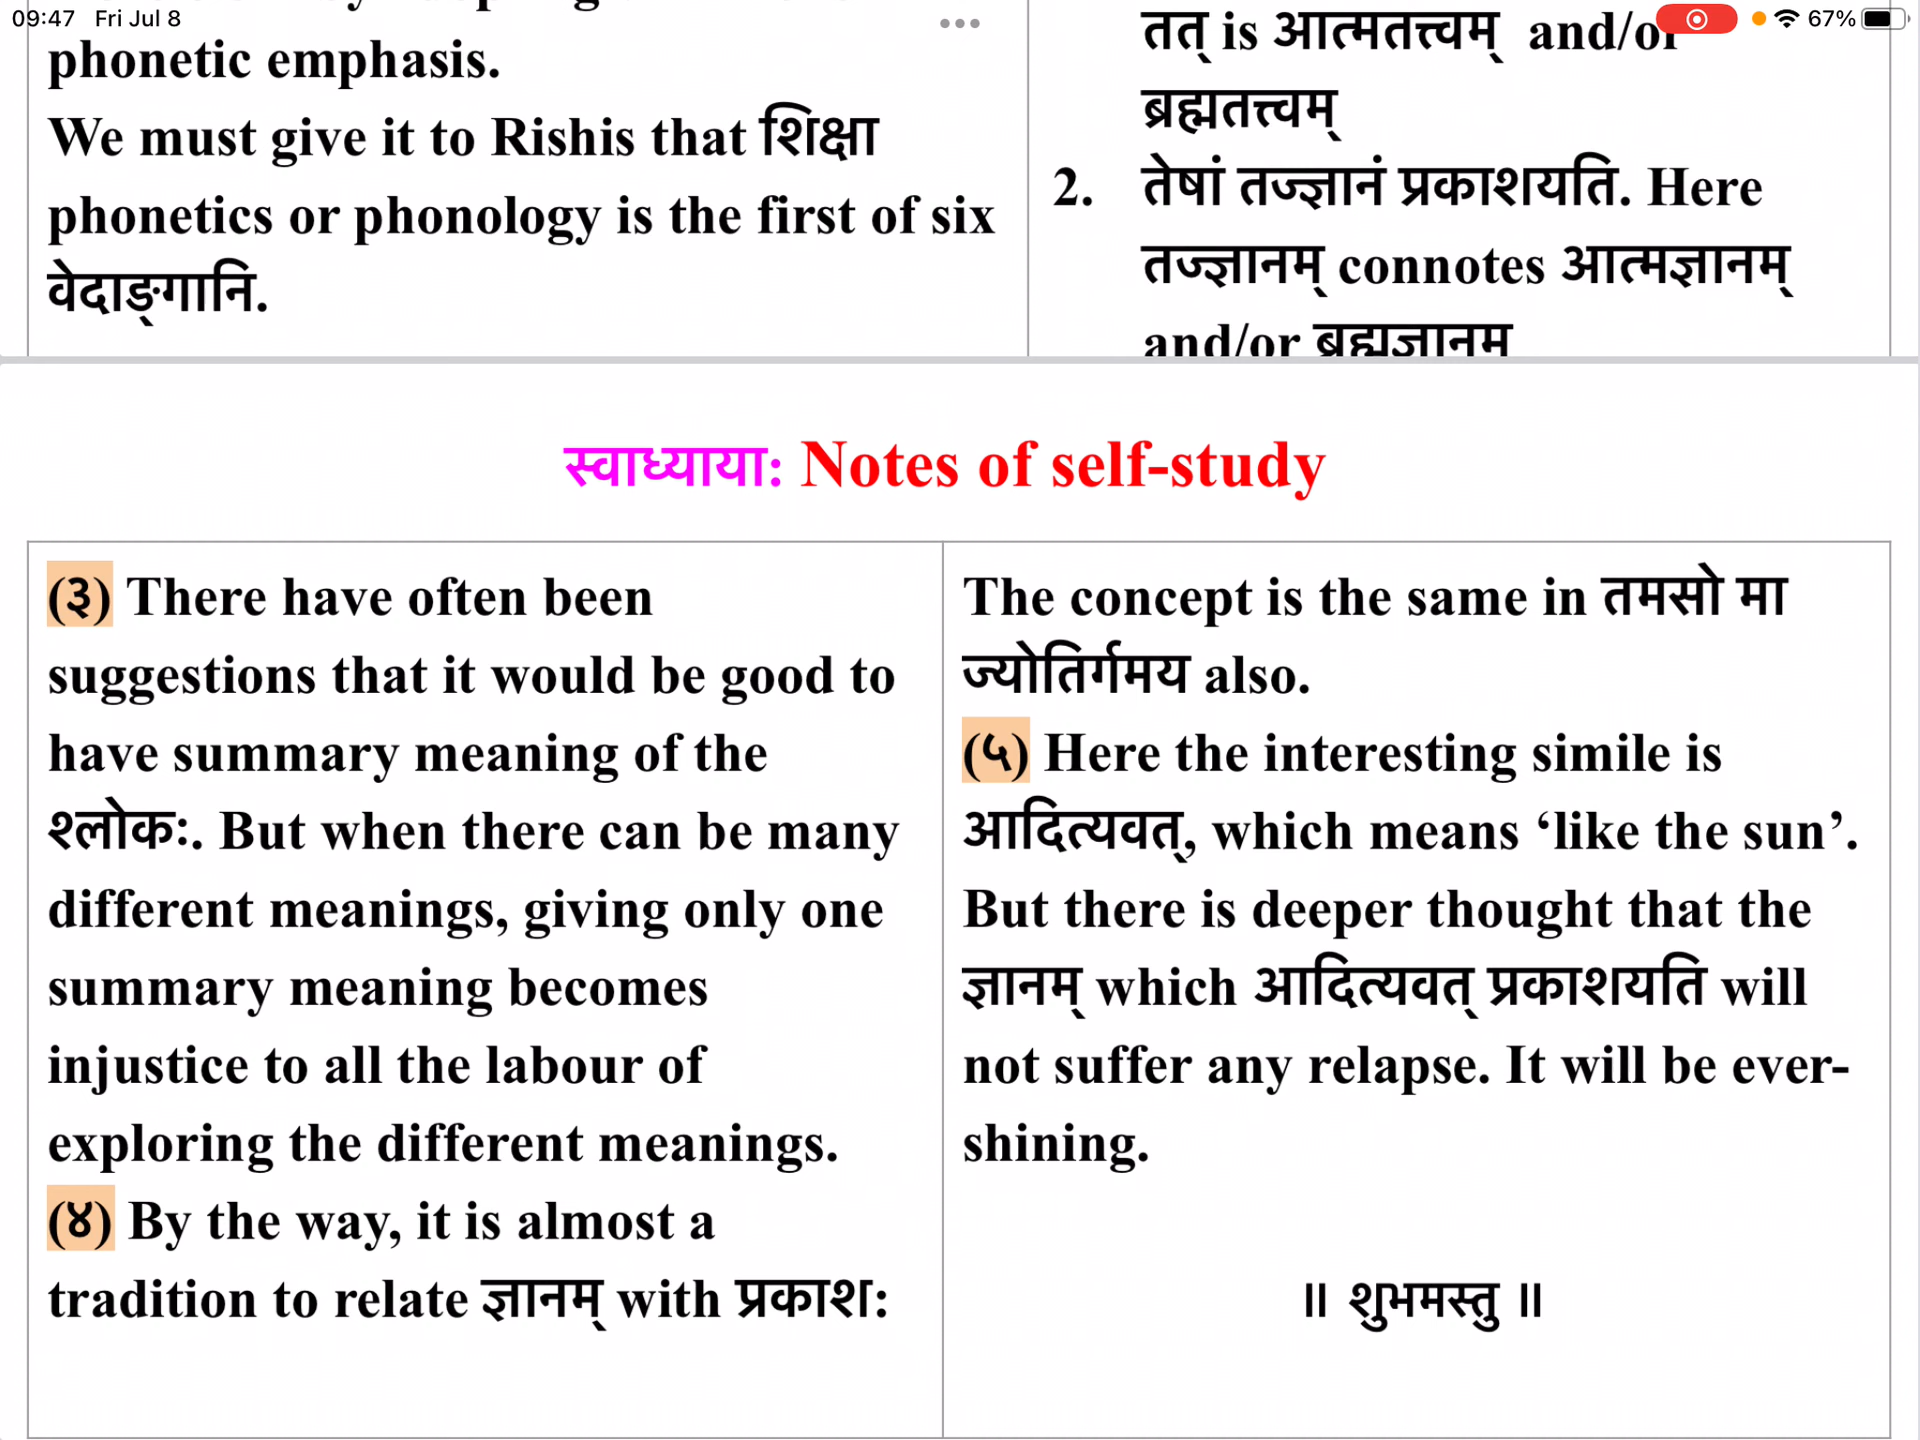 09:47 Fri Jul 8
67%
phonetic emphasis.
We must give it to Rishis that शिक्षा
phonetics or phonology is the first of six
वेदाङ्गानि.
तत् is आत्मतत्त्वम् and/or
ब्रह्मतत्त्वम्
2. तेषां तज्ज्ञानं प्रकाशयति. Here
तज्ज्ञानम् connotes आत्मज्ञानम्
and/or ब्रह्मज्ञानम्
स्वाध्यायाः Notes of self-study
(३) There have often been
suggestions that it would be good to
have summary meaning of the
श्लोकः. But when there can be many
different meanings, giving only one
summary meaning becomes
injustice to all the labour of
exploring the different meanings.
(४) By the way, it is almost a
tradition to relate ज्ञानम् with प्रकाशः
The concept is the same in तमसो मा
ज्योतिर्गमय also.
(५) Here the interesting simile is
आदित्यवत्, which means ‘like the sun’.
But there is deeper thought that the
ज्ञानम् which आदित्यवत् प्रकाशयति will
not suffer any relapse. It will be ever-
shining.
॥ शुभमस्तु ॥